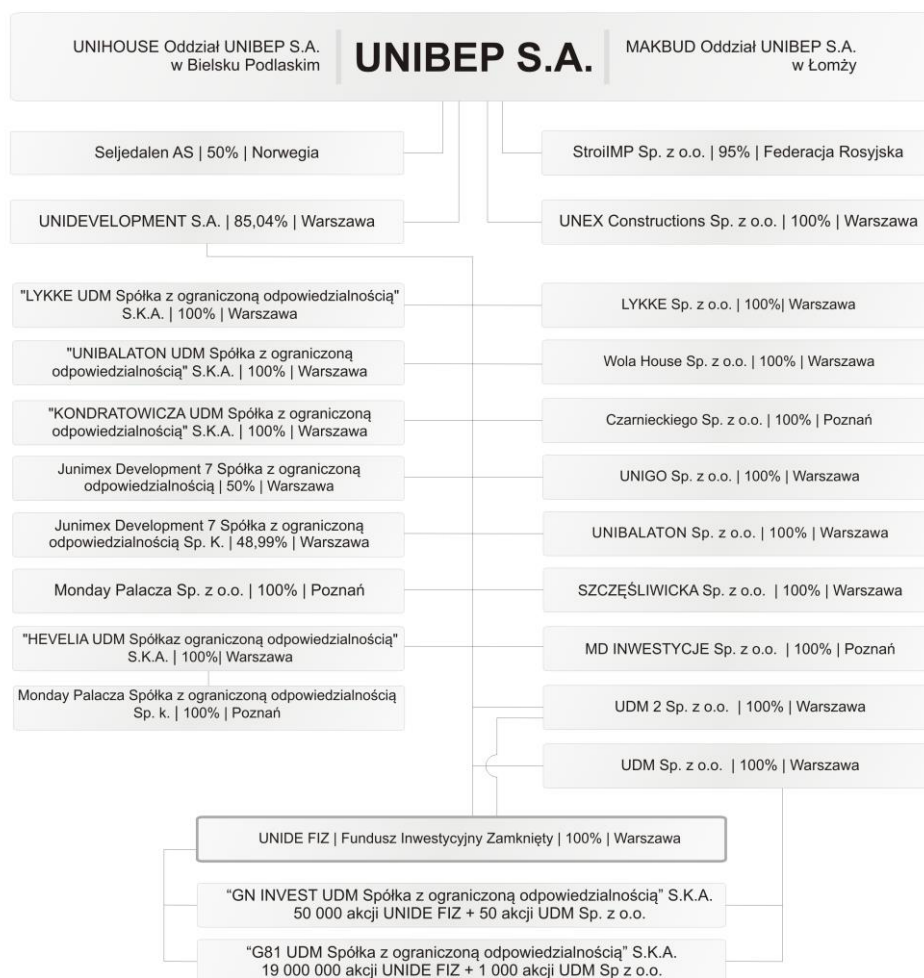 UNIHOUSE Oddział UNIBEP S.A.
w Bielsku Podlaskim
UNIBEP S.A.
MAKBUD Oddział UNIBEP S.A.
w Łomży
Seljedalen AS | 50% | Norwegia
StroiIMP Sp. z o.o. | 95% | Federacja Rosyjska
UNIDEVELOPMENT S.A. | 85,04% | Warszawa
UNEX Constructions Sp. z o.o. | 100% | Warszawa
"LYKKE UDM Spółka z ograniczoną odpowiedzialnością"
S.K.A. | 100% | Warszawa
LYKKE Sp. z o.o. | 100%| Warszawa
"UNIBALATON UDM Spółka z ograniczoną
odpowiedzialnością" S.K.A. | 100% | Warszawa
Wola House Sp. z o.o. | 100% | Warszawa
"KONDRATOWICZA UDM Spółka z ograniczoną
odpowiedzialnością" S.K.A. | 100% | Warszawa
Czarnieckiego Sp. z o.o. | 100% | Poznań
Junimex Development 7 Spółka z ograniczoną
odpowiedzialnością | 50% | Warszawa
UNIGO Sp. z o.o. | 100% | Warszawa
Junimex Development 7 Spółka z ograniczoną
odpowiedzialnością Sp. K. | 48,99% | Warszawa
UNIBALATON Sp. z o.o. | 100% | Warszawa
Monday Palacza Sp. z o.o. | 100% | Poznań
SZCZĘŚLIWICKA Sp. z o.o. | 100% | Warszawa
"HEVELIA UDM Spółkaz ograniczoną odpowiedzialnością"
S.K.A. | 100%| Warszawa
MD INWESTYCJE Sp. z o.o. | 100% | Poznań
Monday Palacza Spółka z ograniczoną odpowiedzialnością
Sp. k. | 100% | Poznań
UDM 2 Sp. z o.o. | 100% | Warszawa
UDM Sp. z o.o. | 100% | Warszawa
UNIDE FIZ | Fundusz Inwestycyjny Zamknięty | 100% | Warszawa
“GN INVEST UDM Spółka z ograniczoną odpowiedzialnością” S.K.A.
50 000 akcji UNIDE FIZ + 50 akcji UDM Sp. z o.o.
“G81 UDM Spółka z ograniczoną odpowiedzialnością” S.K.A.
19 000 000 akcji UNIDE FIZ + 1 000 akcji UDM Sp z o.o.